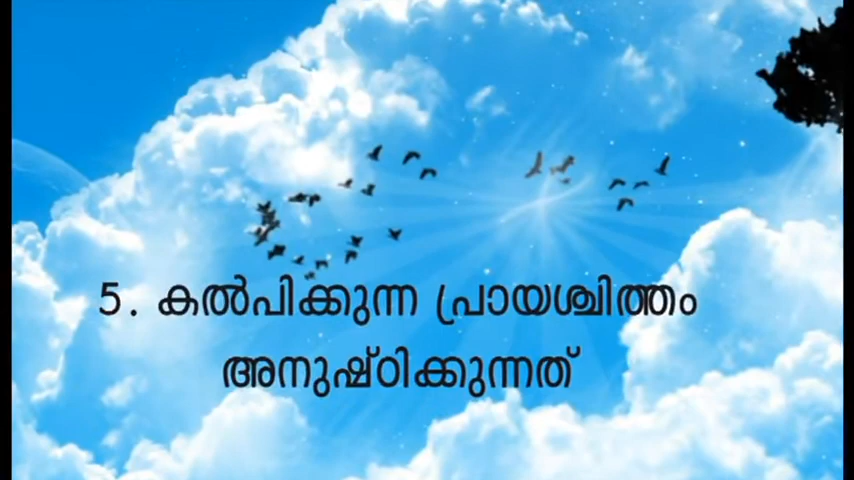 5. കൽപിക്കുന്ന പ്രായശ്ചിത്തം
അനുഷ്ഠിക്കുന്നത്